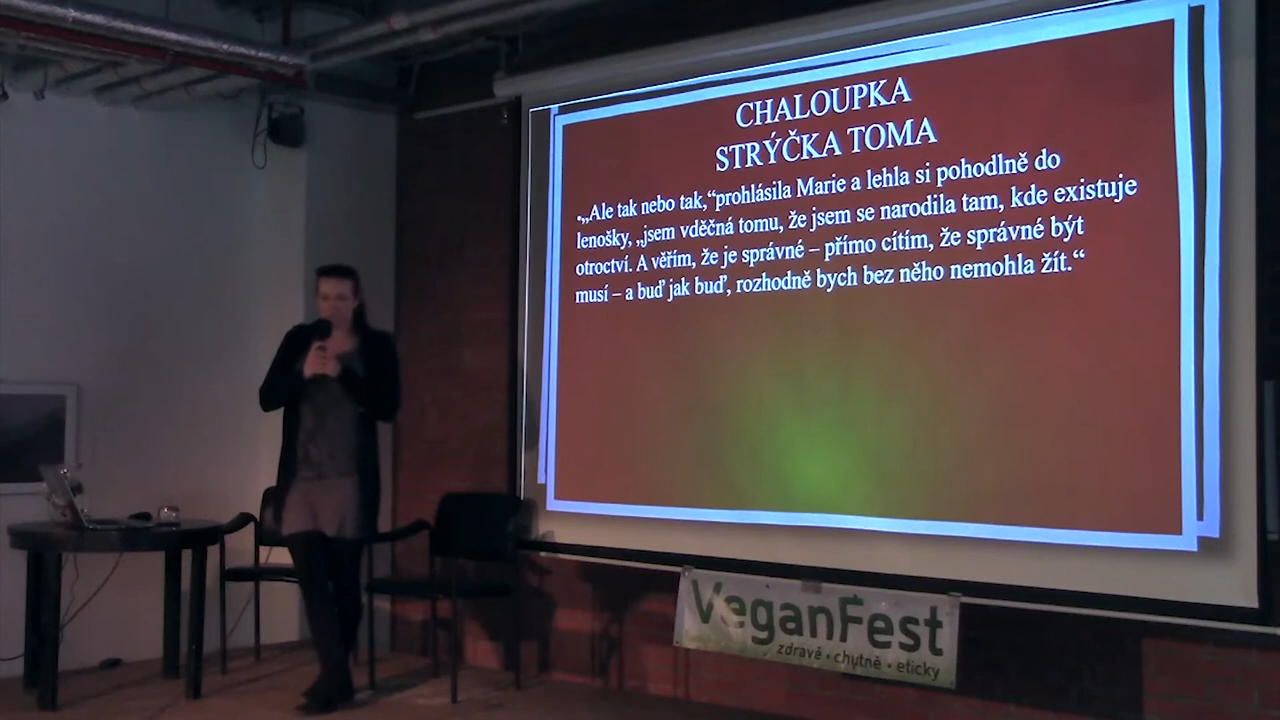 CHALOUPKA
STRÝČKA TOMA
„„Ale tak nebo tak,“prohlásila Marie a lehla si pohodlně do
lenošky, „jsem vděčná tomu, že jsem se narodila tam, kde existuje
otroctví. A věřím, že je správné – přímo cítím, že správné být
musí – a buď jak buď, rozhodně bych bez něho nemohla žít.“
VeganFest
zdravě • chutně • eticky